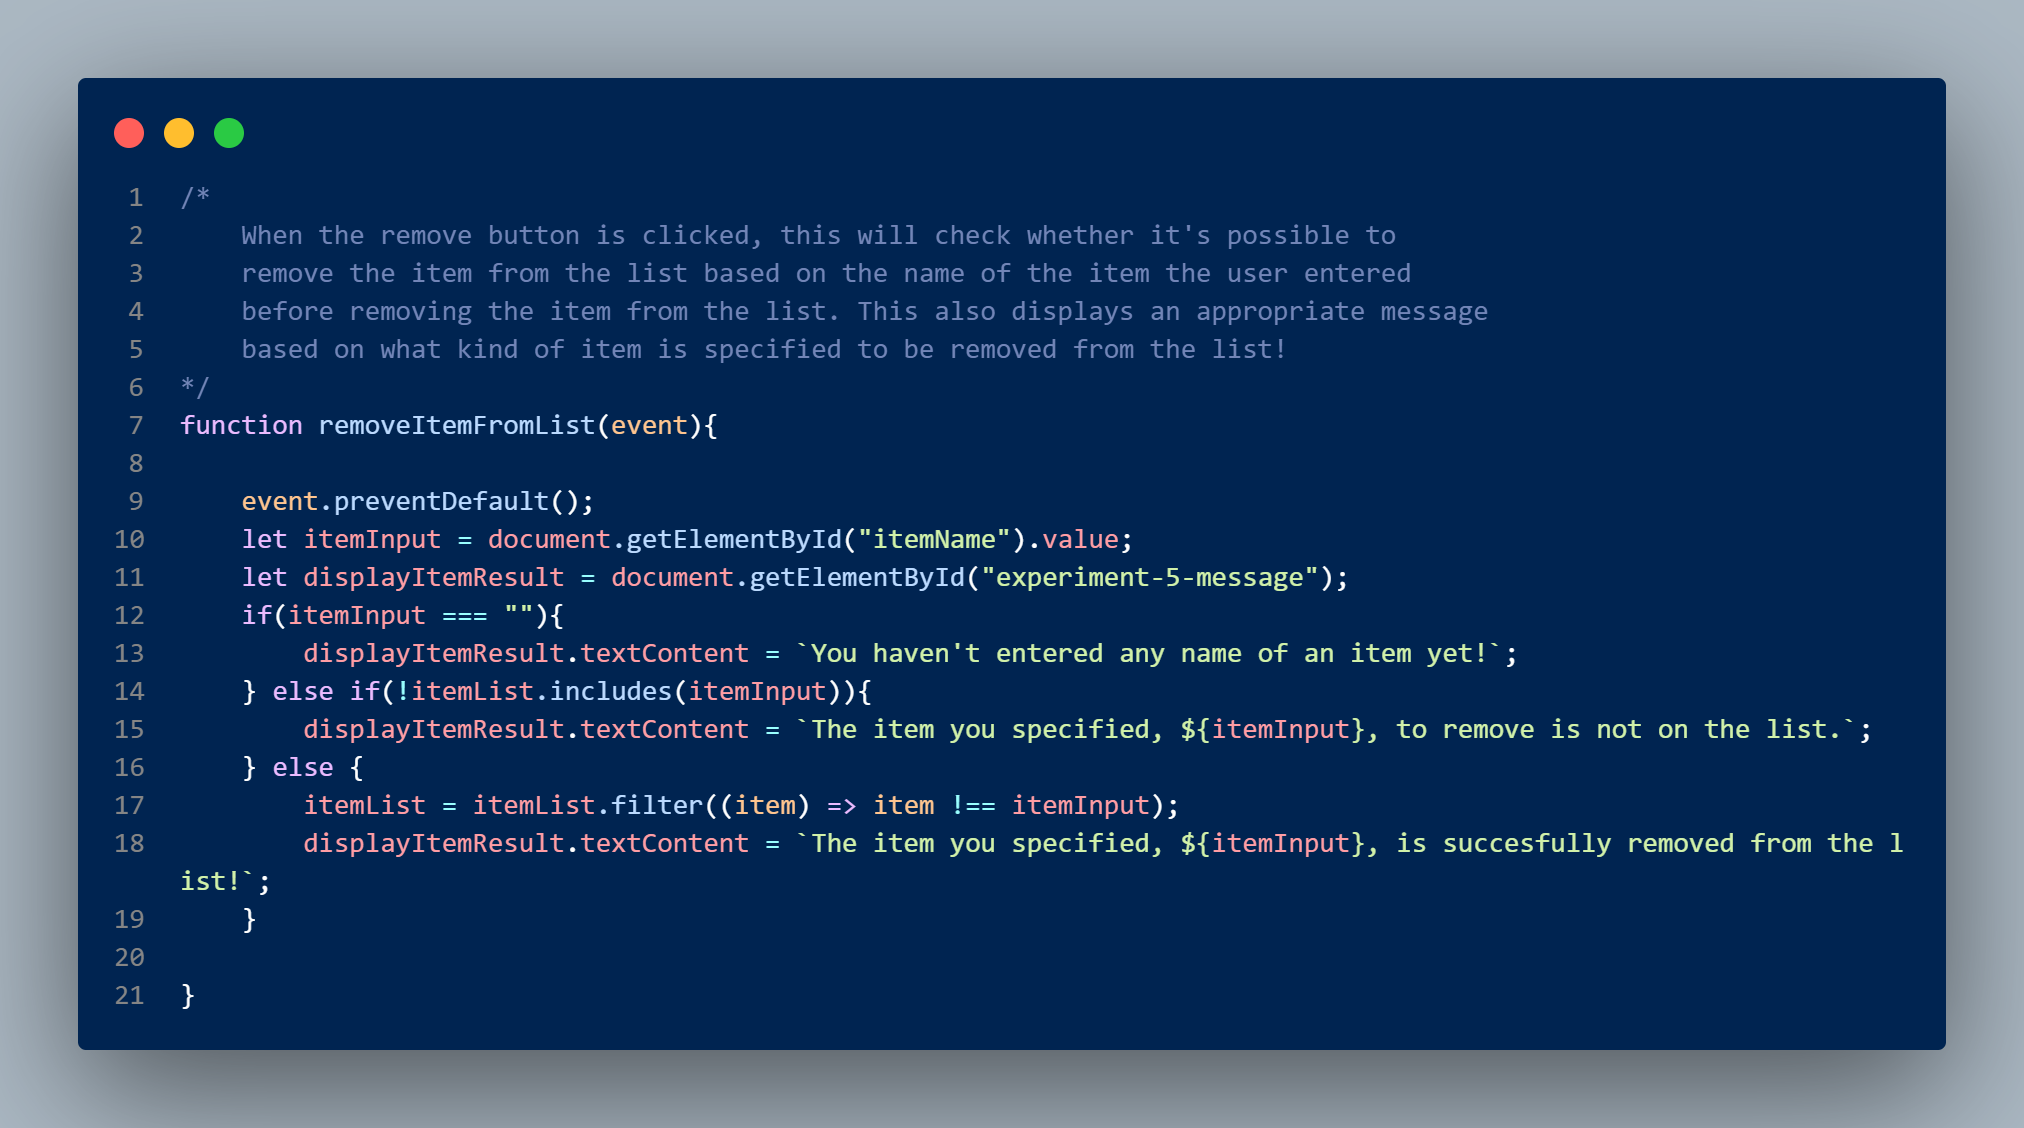 1 /*
2     When the remove button is clicked, this will check whether it's possible to
3     remove the item from the list based on the name of the item the user entered
4     before removing the item from the list. This also displays an appropriate message
5     based on what kind of item is specified to be removed from the list!
6 */
7 function removeItemFromList(event){
8
9     event.preventDefault();
10     let itemInput = document.getElementById("itemName").value;
11     let displayItemResult = document.getElementById("experiment-5-message");
12     if(itemInput === ""){
13         displayItemResult.textContent = `You haven't entered any name of an item yet!`;
14     } else if(!itemList.includes(itemInput)){
15         displayItemResult.textContent = `The item you specified, ${itemInput}, to remove is not on the list.`;
16     } else {
17         itemList = itemList.filter((item) => item !== itemInput);
18         displayItemResult.textContent = `The item you specified, ${itemInput}, is succesfully removed from the l
ist!`;
19     }
20
21 }